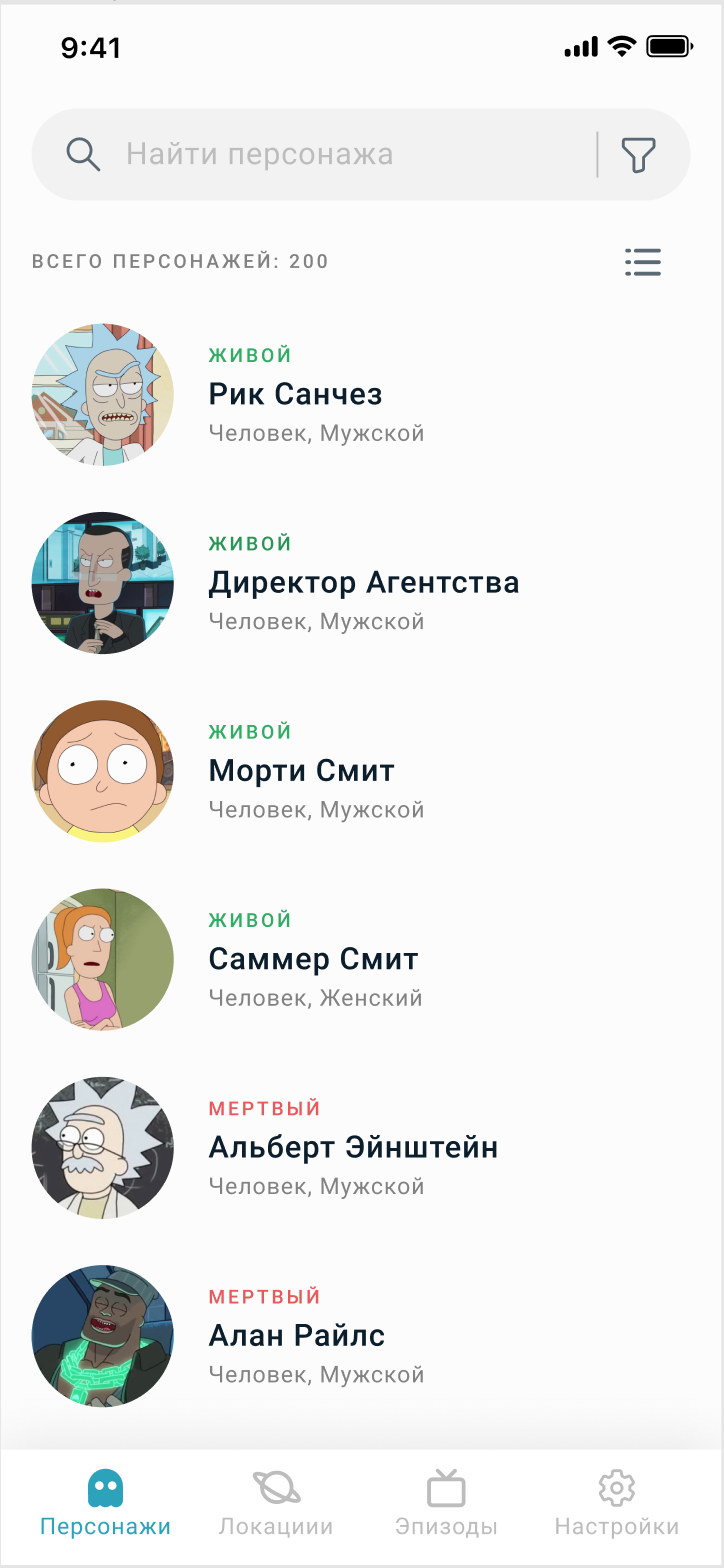 9:41
Найти персонажа
ВСЕГО ПЕРСОНАЖЕЙ: 200
ЖИВОЙ
Рик Санчез
Человек, Мужской
ЖИВОЙ
Директор Агентства
Человек, Мужской
ЖИВОЙ
Морти Смит
Человек, Мужской
ЖИВОЙ
Саммер Смит
Человек, Женский
МЕРТВЫЙ
Альберт Эйнштейн
Человек, Мужской
МЕРТВЫЙ
Алан Райлс
Человек, Мужской
Персонажи Локациии Эпизоды Настройки